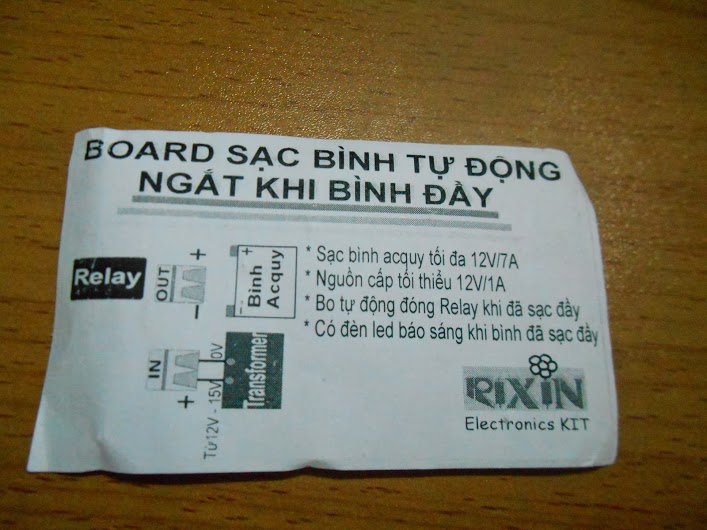 BOARD SẠC BÌNH TỰ ĐỘNG
NGẮT KHI BÌNH ĐẦY
Relay
OUT
+
−
+
-
Bình
Acquy
* Sạc bình acquy tối đa 12V/7A
* Nguồn cấp tối thiểu 12V/1A
* Bo tự động đóng Relay khi đã sạc đầy
* Có đèn led báo sáng khi bình đã sạc đầy
IN
+
Từ12V - 15V
0V
Transformer
RIXIN
Electronics KIT